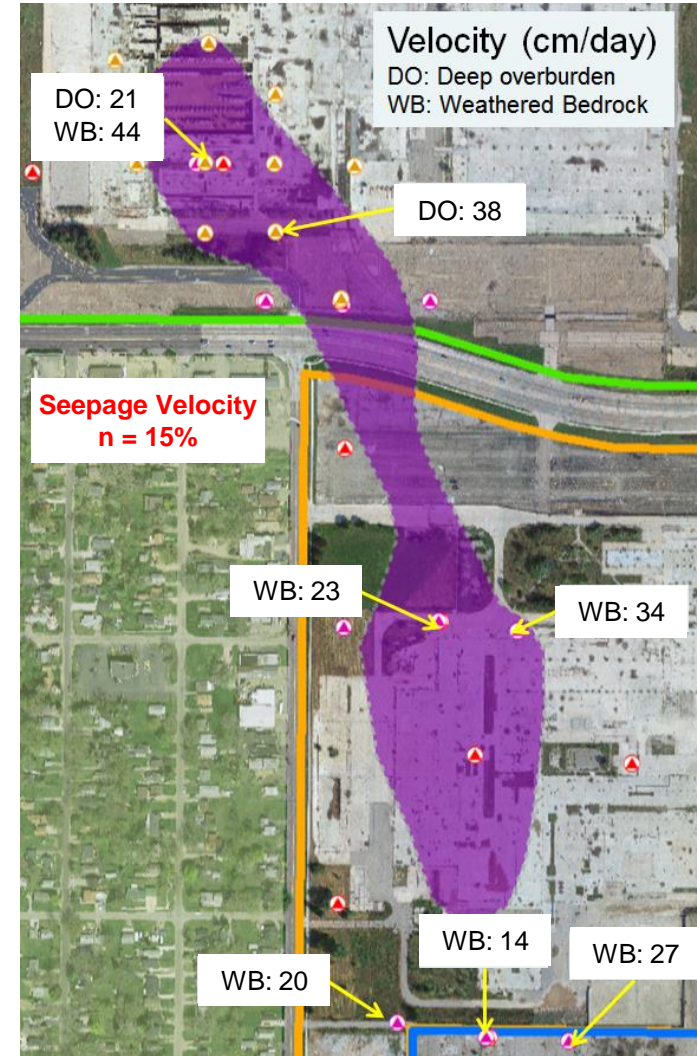 Velocity (cm/day)
DO: Deep overburden
WB: Weathered Bedrock
DO: 21
WB: 44
DO: 38
Seepage Velocity
n = 15%
WB: 23
WB: 34
WB: 14
WB: 27
WB: 20